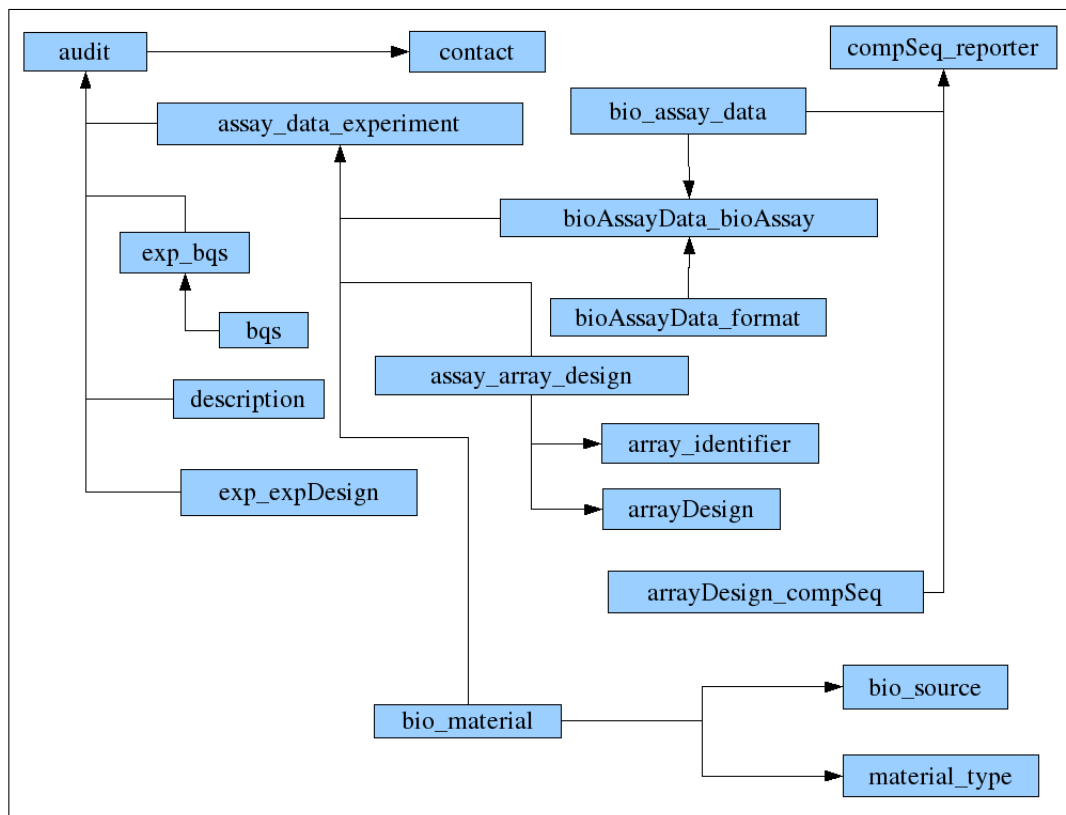 audit
contact
compSeq_reporter
assay_data_experiment
bio_assay_data
bioAssayData_bioAssay
exp_bqs
bioAssayData_format
bqs
assay_array_design
description
array_identifier
exp_expDesign
arrayDesign
arrayDesign_compSeq
bio_source
bio_material
material_type